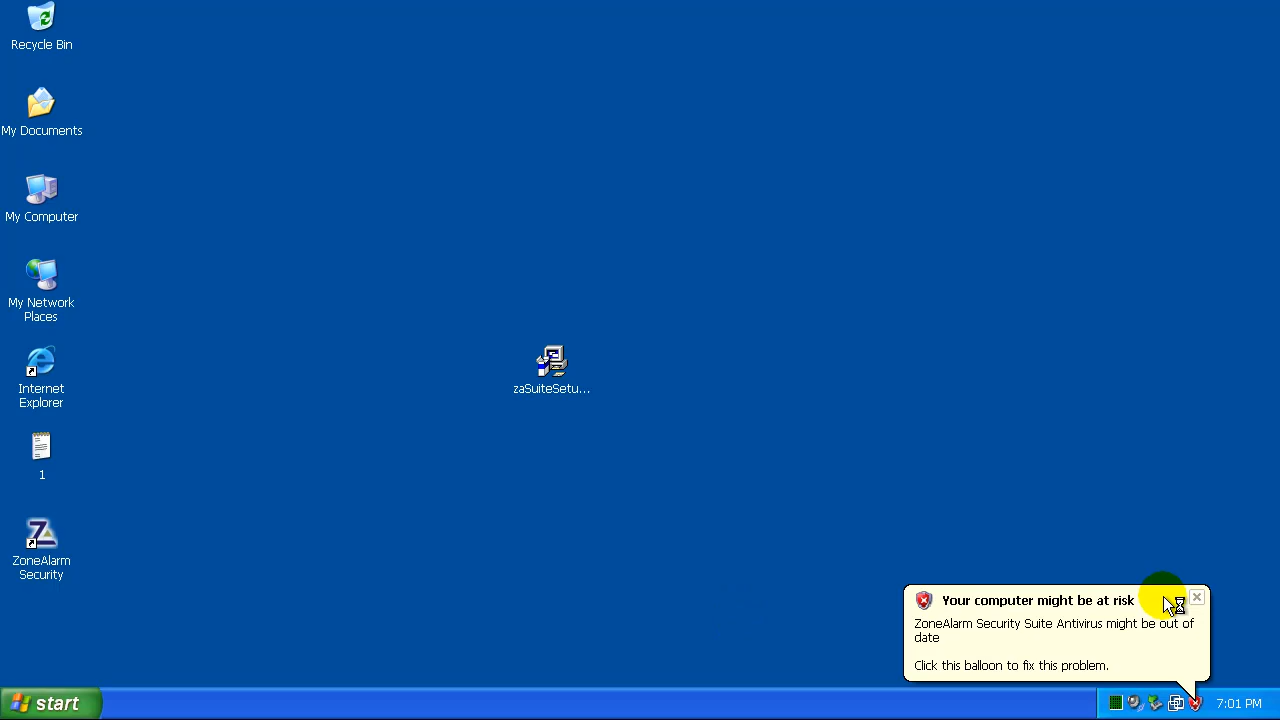 Recycle Bin
My Documents
My Computer
My Network
Places
Internet
Explorer
1
ZoneAlarm
Security
zaSuiteSetu...
Your computer might be at risk
ZoneAlarm Security Suite Antivirus might be out of
date
Click this balloon to fix this problem.
start
7:01 PM